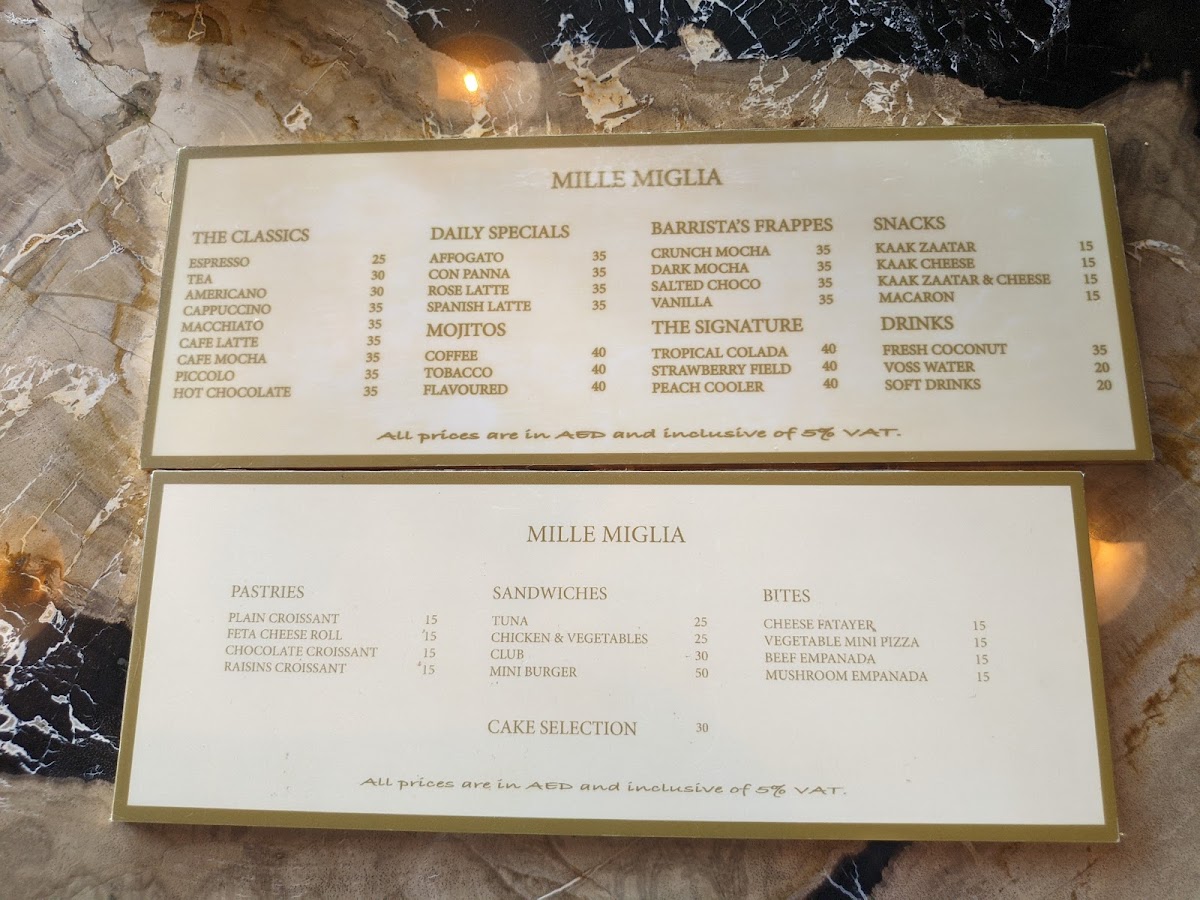 MILLE MIGLIA
THE CLASSICS
ESPRESSO 25
TEA 30
AMERICANO 30
CAPPUCCINO 35
MACCHIATO 35
CAFE LATTE 35
CAFE MOCHA 35
PICCOLO 35
HOT CHOCOLATE 35
DAILY SPECIALS
AFFOGATO 35
CON PANNA 35
ROSE LATTE 35
SPANISH LATTE 35
MOJITOS
COFFEE 40
TOBACCO 40
FLAVOURED 40
BARRISTA'S FRAPPES
CRUNCH MOCHA 35
DARK MOCHA 35
SALTED CHOCO 35
VANILLA 35
THE SIGNATURE
TROPICAL COLADA 40
STRAWBERRY FIELD 40
PEACH COOLER 40
SNACKS
KAAK ZAATAR 15
KAAK CHEESE 15
KAAK ZAATAR & CHEESE 15
MACARON 15
DRINKS
FRESH COCONUT 35
VOSS WATER 20
SOFT DRINKS 20
All prices are in AED and inclusive of 5% VAT.
MILLE MIGLIA
PASTRIES
PLAIN CROISSANT 15
FETA CHEESE ROLL 15
CHOCOLATE CROISSANT 15
RAISINS CROISSANT 15
SANDWICHES
TUNA 25
CHICKEN & VEGETABLES 25
CLUB 30
MINI BURGER 50
BITES
CHEESE FATAYER 15
VEGETABLE MINI PIZZA 15
BEEF EMPANADA 15
MUSHROOM EMPANADA 15
CAKE SELECTION 30
All prices are in AED and inclusive of 5% VAT.